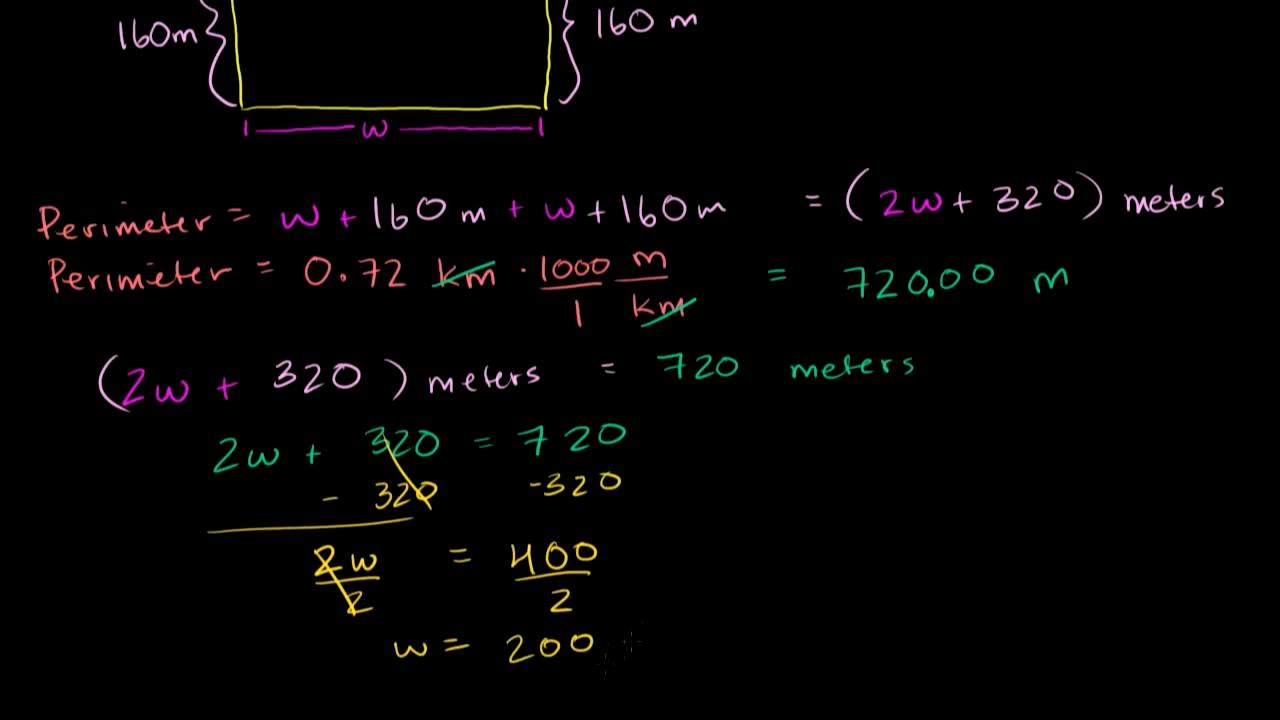 160m 160 m
w
Perimeter = w + 160 m + w + 160 m = (2w + 320) meters
Perimeter = 0.72 km · 1000/1 m/km = 720.00 m
(2w + 320) meters = 720 meters
2w + 320 = 720
- 320 -320
2w/2 = 400/2
w = 200